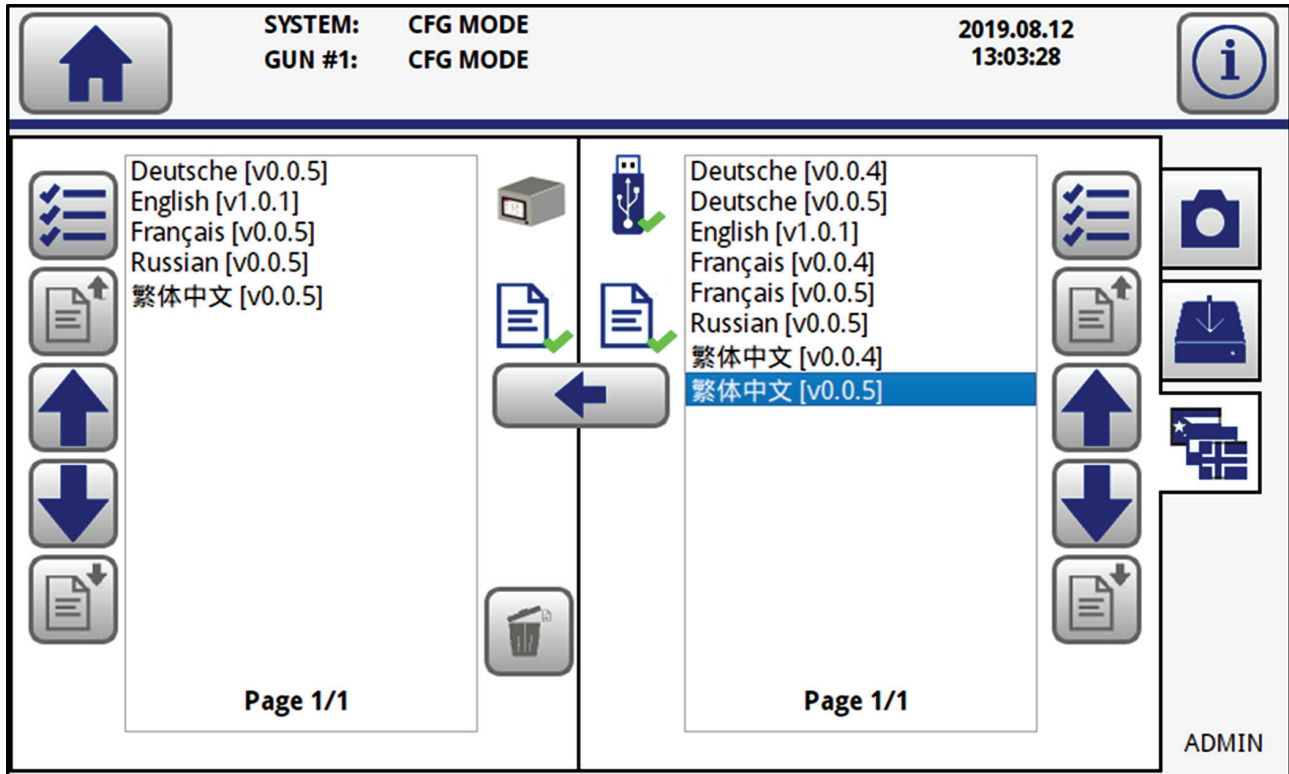 SYSTEM: CFG MODE
GUN #1: CFG MODE
2019.08.12
13:03:28
i
Deutsche [v0.0.5]
English [v1.0.1]
Français [v0.0.5]
Russian [v0.0.5]
繁体中文 [v0.0.5]
Page 1/1
Deutsche [v0.0.4]
Deutsche [v0.0.5]
English [v1.0.1]
Français [v0.0.4]
Français [v0.0.5]
Russian [v0.0.5]
繁体中文 [v0.0.4]
繁体中文 [v0.0.5]
Page 1/1
ADMIN